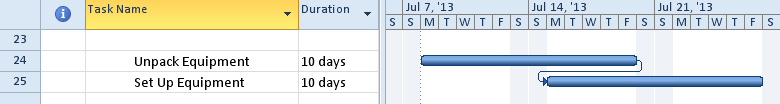 Task Name Duration Jul 7, '13 Jul 14, '13 Jul 21, '13
S S M T W T F S S M T W T F S S M T W T F S
23
24 Unpack Equipment 10 days
25 Set Up Equipment 10 days